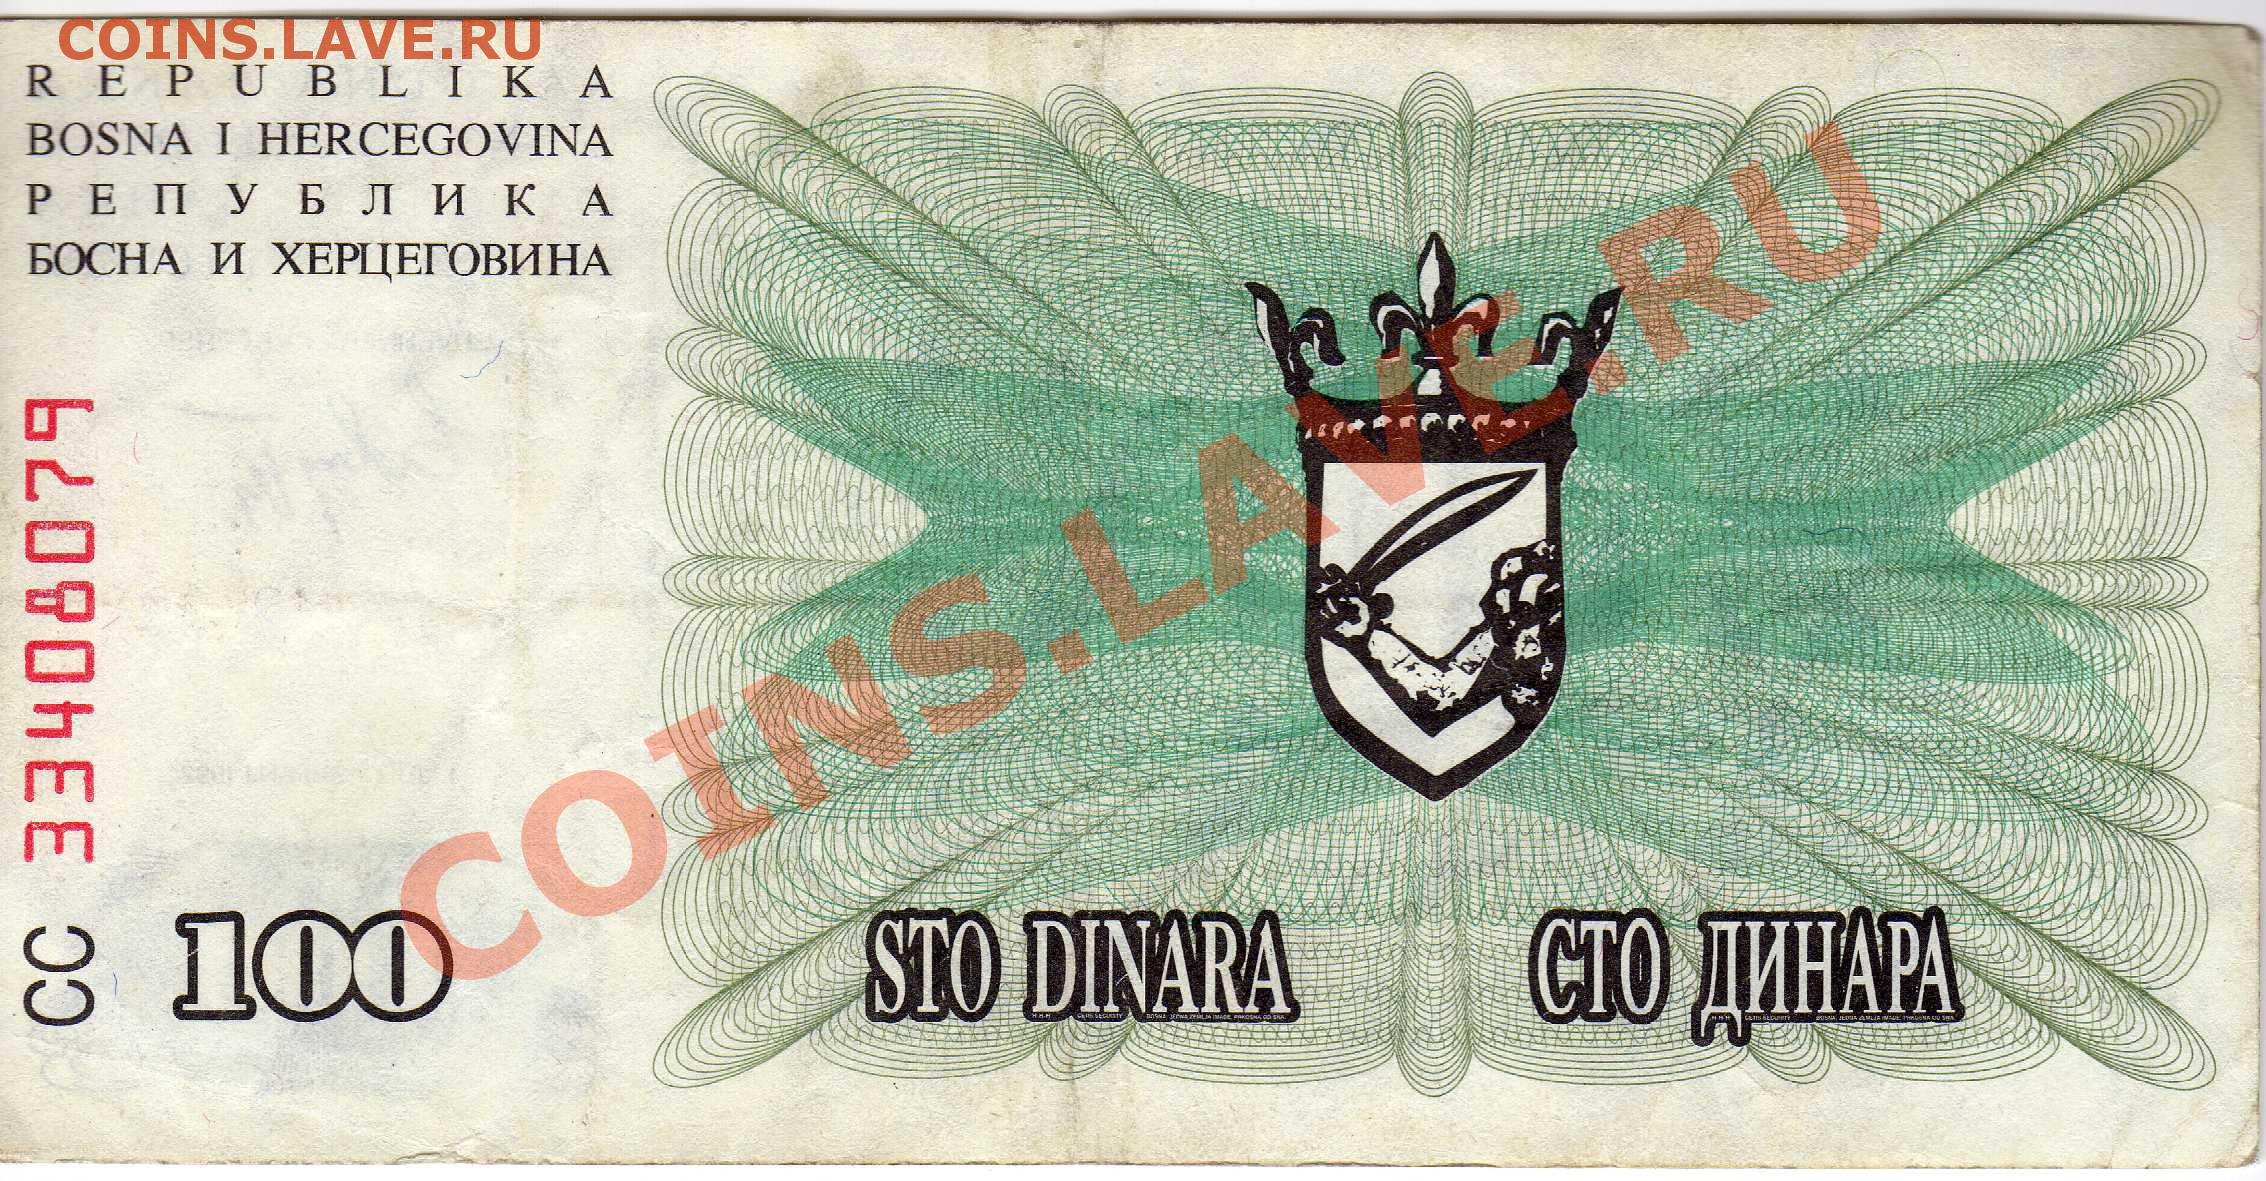 COINS.LAVE.RU
REPUBLIKA
BOSNA I HERCEGOVINA
РЕПУБЛИКА
БОСНА И ХЕРЦЕГОВИНА
CC 33408079
COINS.LAVE.RU
100
STO DINARA
СТО ДИНАРА